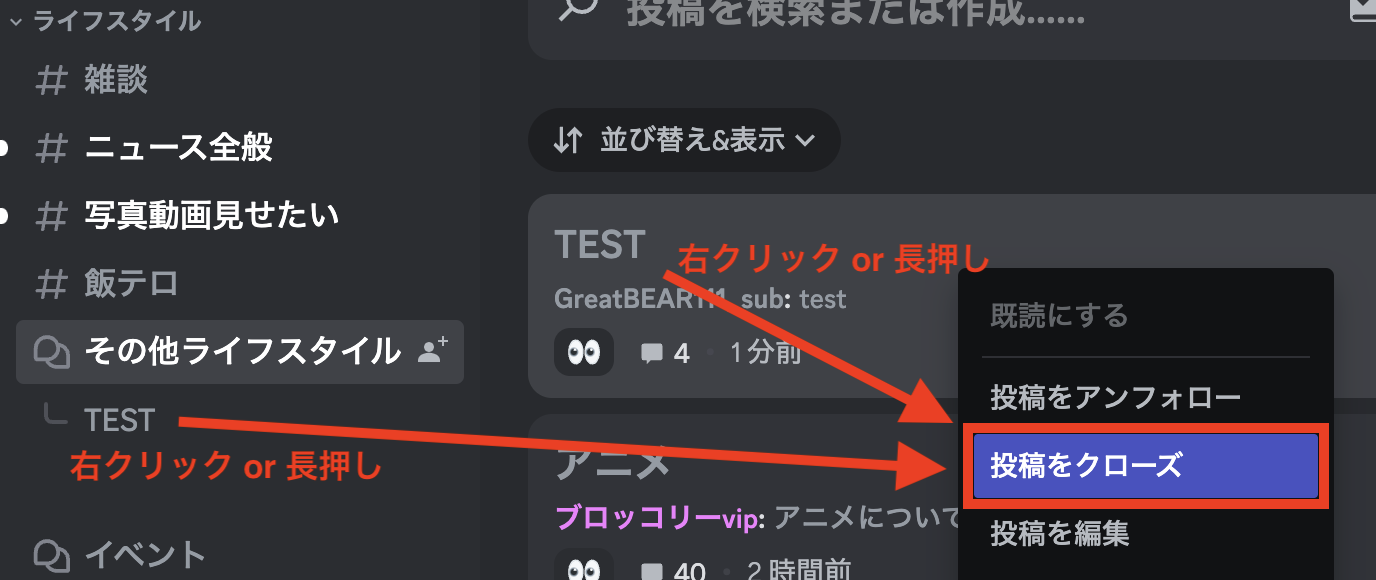 ライフスタイル
# 雑談
# ニュース全般
# 写真動画見せたい
# 飯テロ
その他ライフスタイル
TEST
右クリック or 長押し
イベント
投稿を検索または作成......
並び替え&表示
TEST
右クリック or 長押し
GreatBEAR111 sub: test
4 • 1分前
アニメ
ブロッコリーvip: アニメについて
40 • 2時間前
既読にする
投稿をアンフォロー
投稿をクローズ
投稿を編集